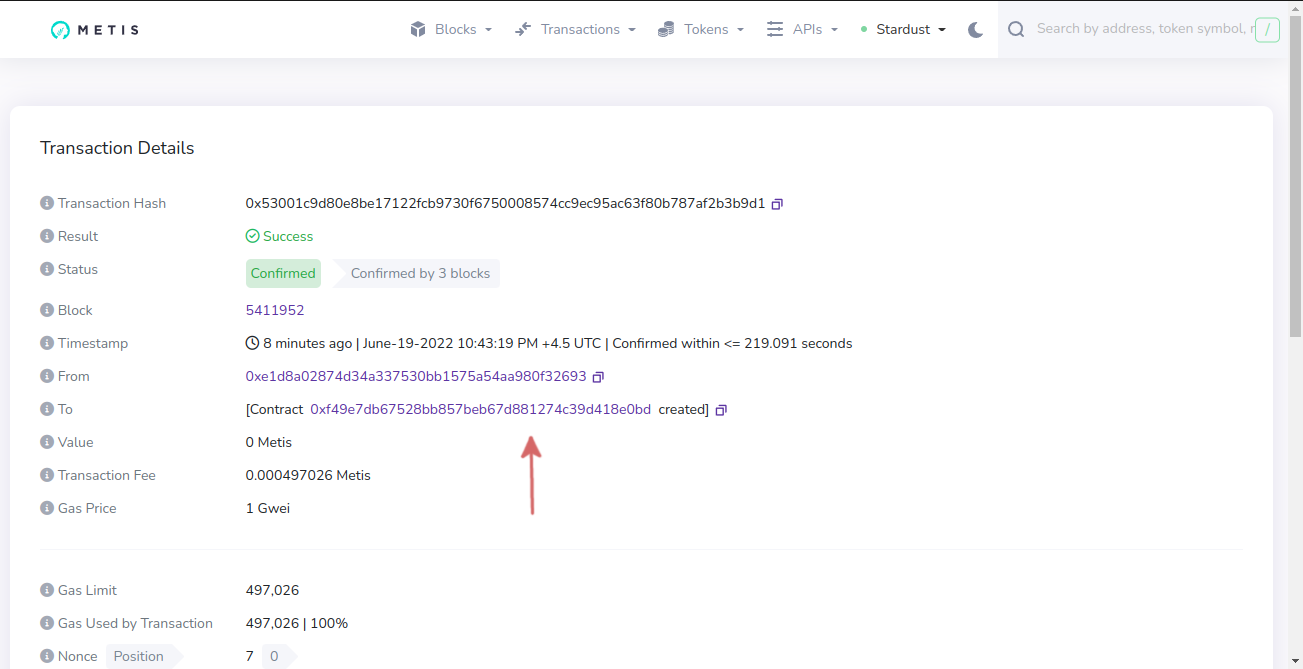 METIS Blocks Transactions Tokens APIs Stardust Search by address, token symbol, /
Transaction Details
Transaction Hash 0x53001c9d80e8be17122fcb9730f6750008574cc9ec95ac63f80b787af2b3b9d1
Result Success
Status Confirmed Confirmed by 3 blocks
Block 5411952
Timestamp 8 minutes ago | June-19-2022 10:43:19 PM +4.5 UTC | Confirmed within <= 219.091 seconds
From 0xe1d8a02874d34a337530bb1575a54aa980f32693
To [Contract 0xf49e7db67528bb857beb67d881274c39d418e0bd created]
Value 0 Metis
Transaction Fee 0.000497026 Metis
Gas Price 1 Gwei
Gas Limit 497,026
Gas Used by Transaction 497,026 | 100%
Nonce Position 7 0